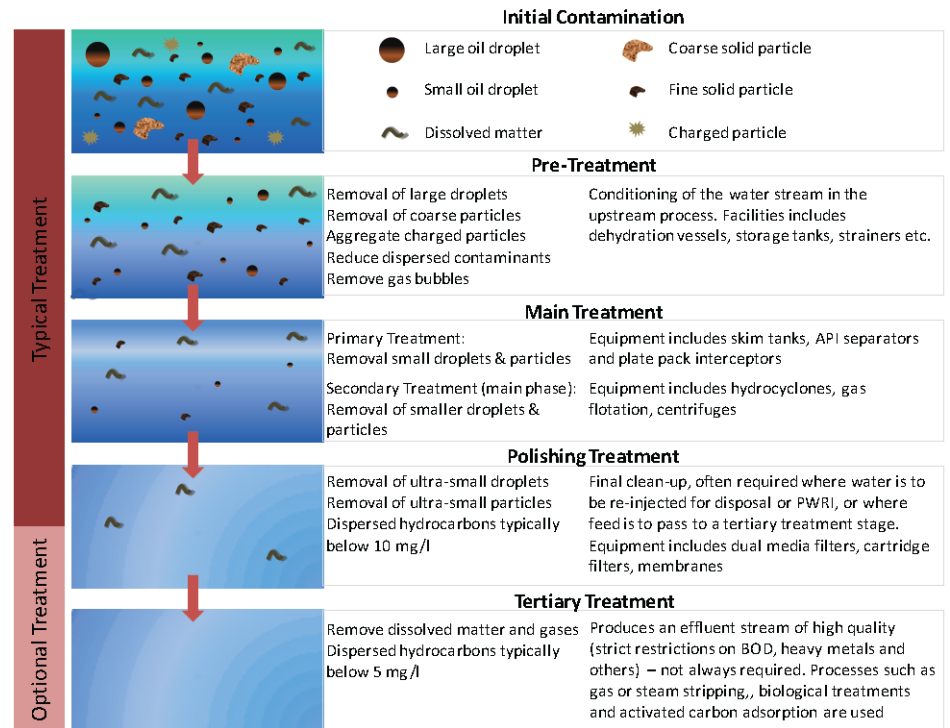 Initial Contamination
Large oil droplet
Coarse solid particle
Small oil droplet
Fine solid particle
Dissolved matter
Charged particle
Typical Treatment
Pre-Treatment
Removal of large droplets
Removal of coarse particles
Aggregate charged particles
Reduce dispersed contaminants
Remove gas bubbles
Conditioning of the water stream in the
upstream process. Facilities includes
dehydration vessels, storage tanks, strainers etc.
Main Treatment
Primary Treatment:
Removal small droplets & particles
Equipment includes skim tanks, API separators
and plate pack interceptors
Secondary Treatment (main phase):
Removal of smaller droplets &
particles
Equipment includes hydrocyclones, gas
flotation, centrifuges
Polishing Treatment
Removal of ultra-small droplets
Removal of ultra-small particles
Dispersed hydrocarbons typically
below 10 mg/l
Final clean-up, often required where water is to
be re-injected for disposal or PWRI, or where
feed is to pass to a tertiary treatment stage.
Equipment includes dual media filters, cartridge
filters, membranes
Optional Treatment
Tertiary Treatment
Remove dissolved matter and gases
Dispersed hydrocarbons typically
below 5 mg/l
Produces an effluent stream of high quality
(strict restrictions on BOD, heavy metals and
others) – not always required. Processes such as
gas or steam stripping,, biological treatments
and activated carbon adsorption are used